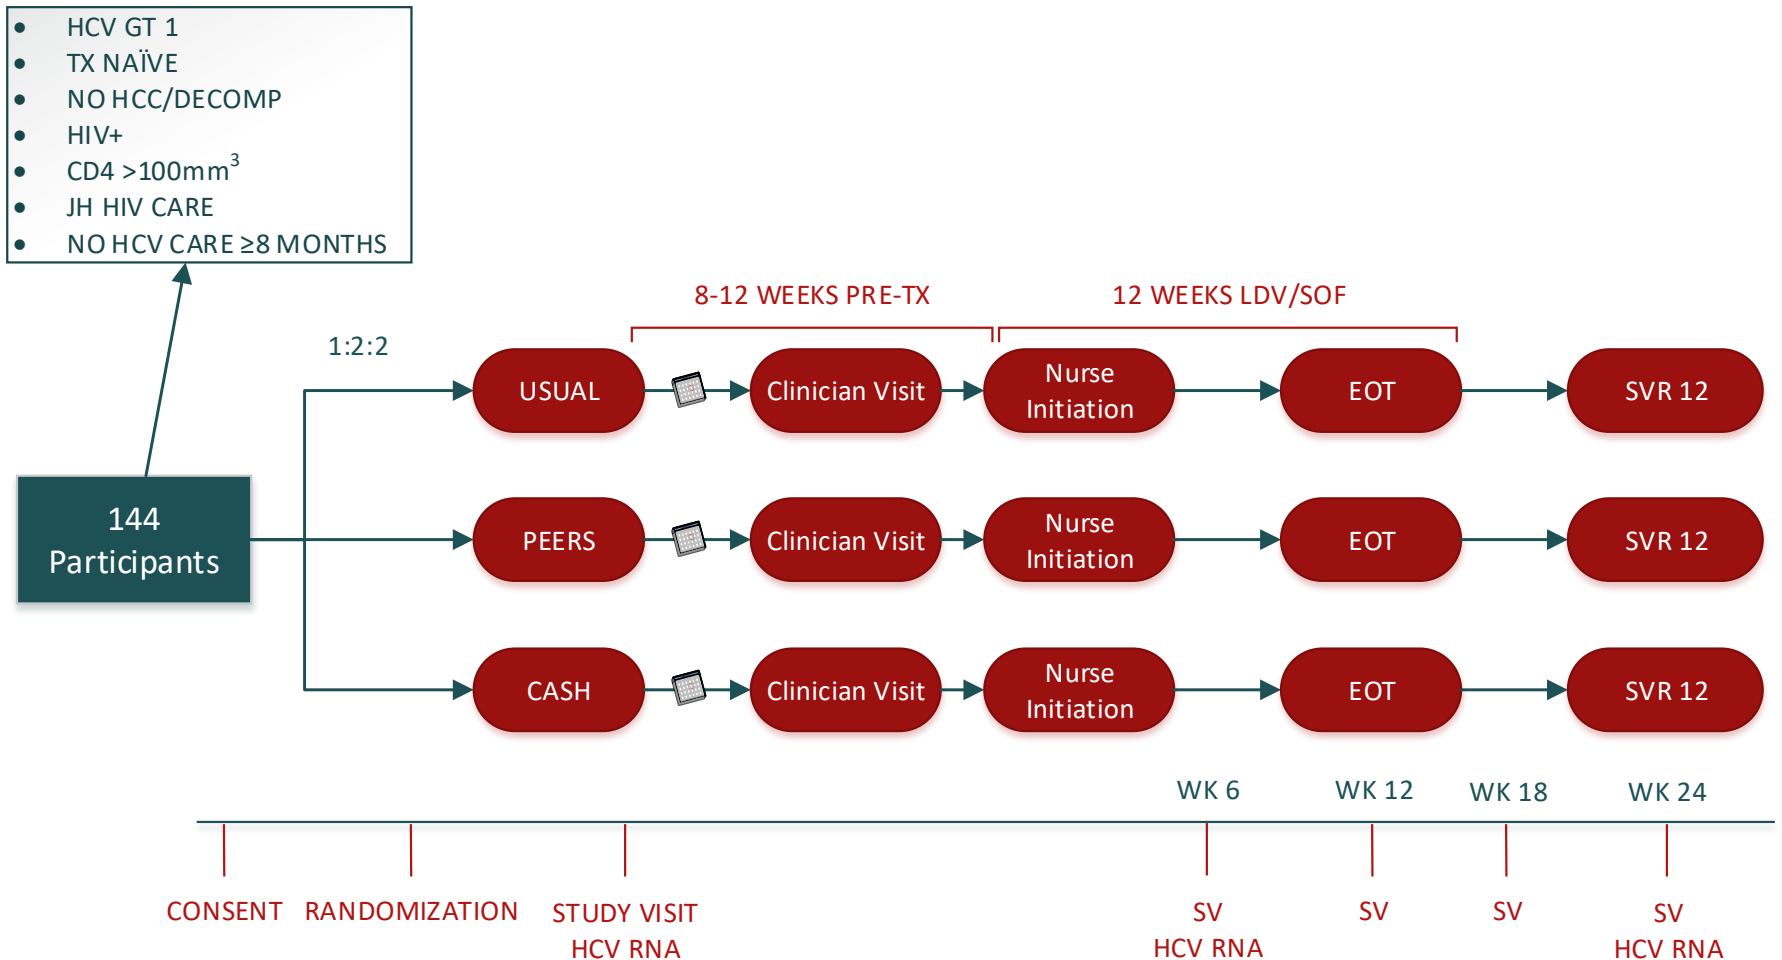 • HCV GT 1
• TX NAÏVE
• NO HCC/DECOMP
• HIV+
• CD4 >100mm³
• JH HIV CARE
• NO HCV CARE ≥8 MONTHS
8-12 WEEKS PRE-TX
12 WEEKS LDV/SOF
1:2:2
144
Participants
USUAL
Clinician Visit
Nurse
Initiation
EOT
SVR 12
PEERS
Clinician Visit
Nurse
Initiation
EOT
SVR 12
CASH
Clinician Visit
Nurse
Initiation
EOT
SVR 12
WK 6
WK 12
WK 18
WK 24
CONSENT
RANDOMIZATION
STUDY VISIT
HCV RNA
SV
HCV RNA
SV
SV
SV
HCV RNA